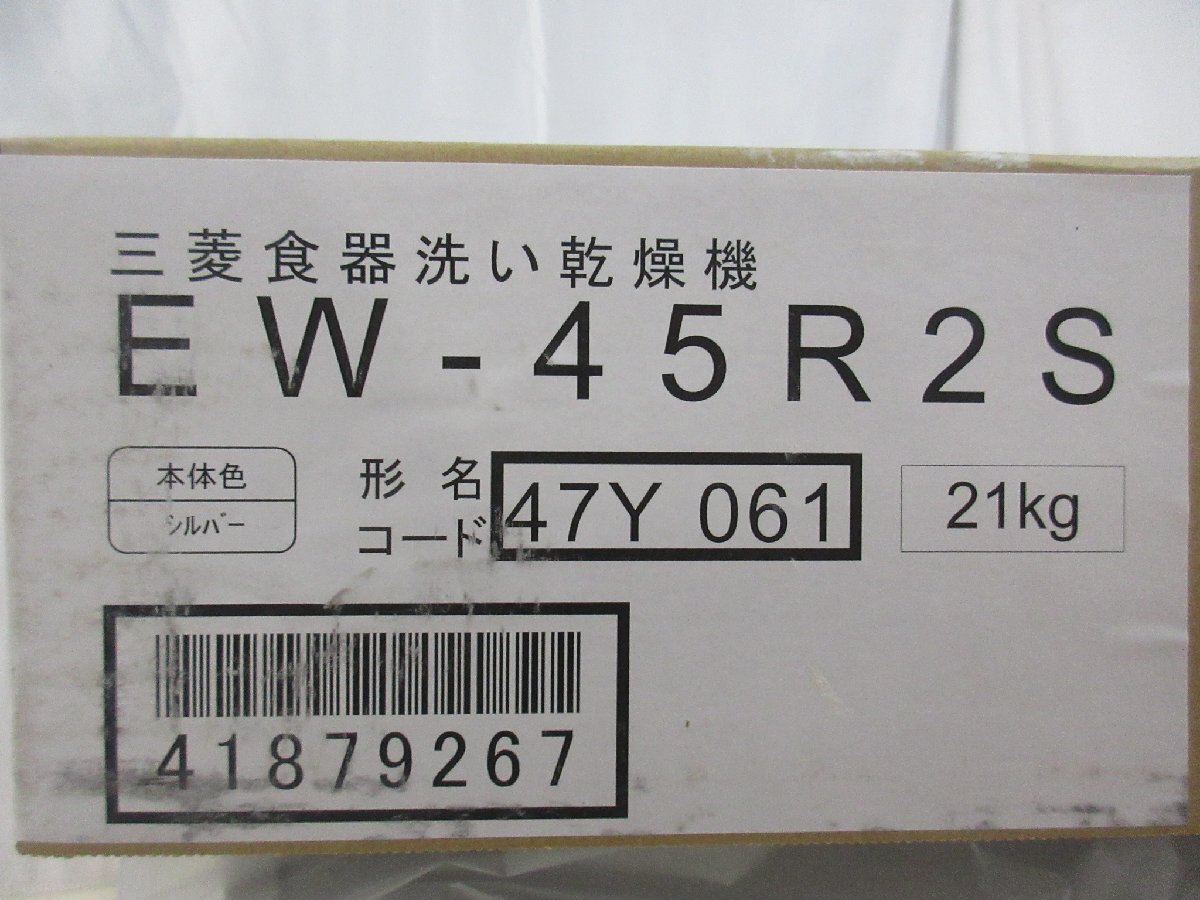 三菱食器洗い乾燥機
EW-45R2S
本体色
シルバー
形名
コード
47Y 061
21kg
41879267